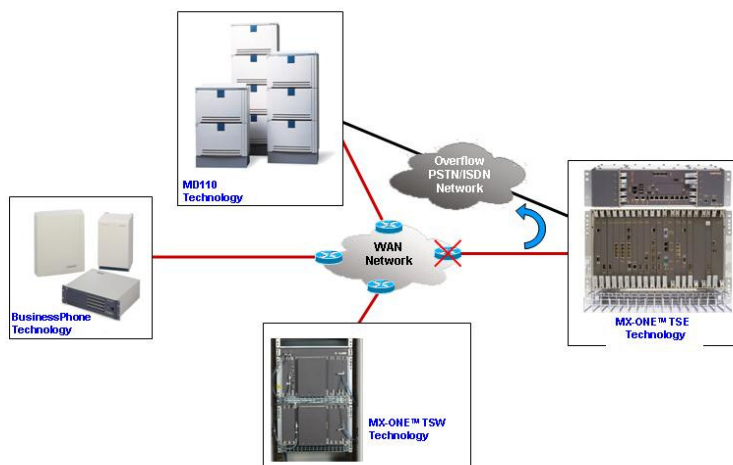 MD110
Technology
Overflow
PSTN/ISDN
Network
WAN
Network
BusinessPhone
Technology
MX-ONE™ TSE
Technology
MX-ONE™ TSW
Technology